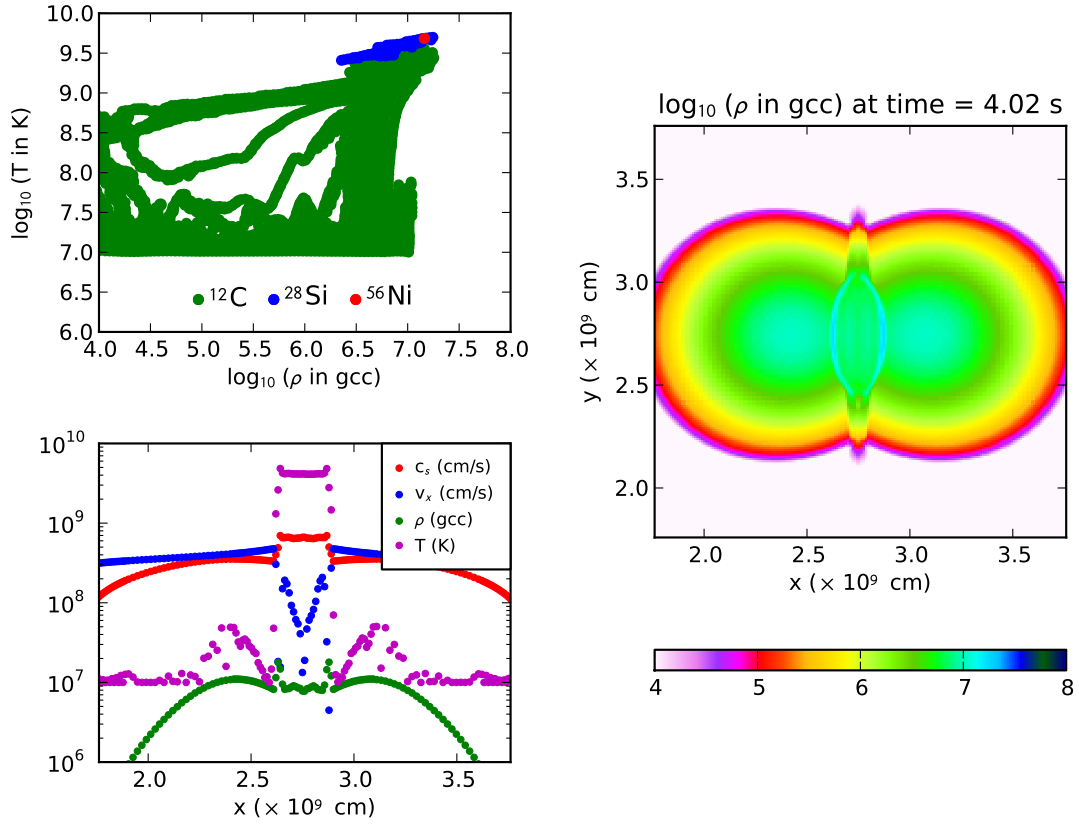 10.0
9.5
9.0
8.5
8.0
7.5
7.0
6.5
6.0
log₁₀ (T in K)
¹²C ²⁸Si ⁵⁶Ni
4.0 4.5 5.0 5.5 6.0 6.5 7.0 7.5 8.0
log₁₀ (ρ in gcc)
log₁₀ (ρ in gcc) at time = 4.02 s
3.5
3.0
2.5
2.0
y (× 10⁹ cm)
2.0 2.5 3.0 3.5
x (× 10⁹ cm)
10¹⁰
10⁹
10⁸
10⁷
10⁶
cₛ (cm/s)
vₓ (cm/s)
ρ (gcc)
T (K)
2.0 2.5 3.0 3.5
x (× 10⁹ cm)
4 5 6 7 8